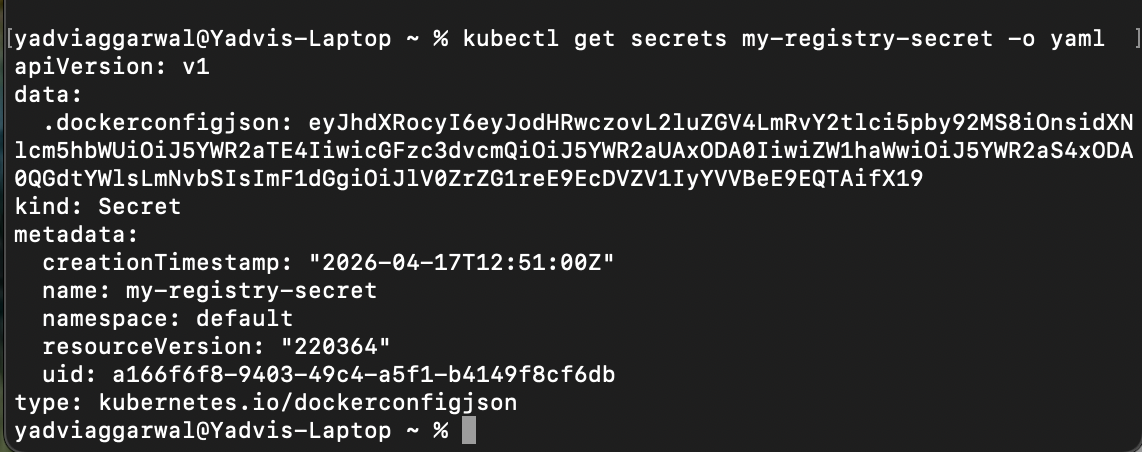 [yadviaggarwal@Yadvis-Laptop ~ % kubectl get secrets my-registry-secret -o yaml ]
apiVersion: v1
data:
  .dockerconfigjson: eyJhdXRocyI6eyJodHRwczovL2luZGV4LmRvY2tlci5pby92MS8iOnsidXN
lcm5hbWUiOiJ5YWR2aTE4IiwicGFzc3dvcmQiOiJ5YWR2aUAxODA0IiwiZW1haWwiOiJ5YWR2aS4xODA
0QGdtYWlsLmNvbSIsImF1dGgiOiJlV0ZrZG1reE9EcDVZV1IyYVVBeE9EQTAifX19
kind: Secret
metadata:
  creationTimestamp: "2026-04-17T12:51:00Z"
  name: my-registry-secret
  namespace: default
  resourceVersion: "220364"
  uid: a166f6f8-9403-49c4-a5f1-b4149f8cf6db
type: kubernetes.io/dockerconfigjson
yadviaggarwal@Yadvis-Laptop ~ %